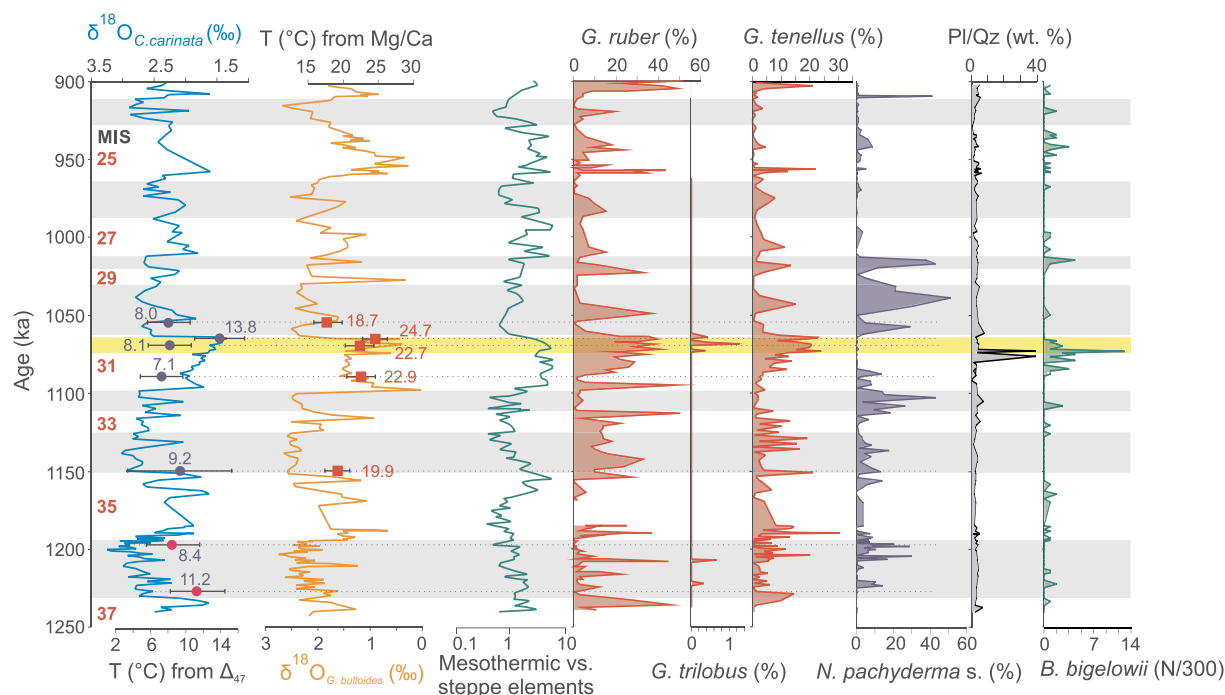 δ18O C.carinata (‰)
T (°C) from Mg/Ca
G. ruber (%)
G. tenellus (%)
Pl/Qz (wt. %)
3.5 2.5 1.5
15 20 25 30
0 20 40 60
0 10 20 30
0 40
Age (ka)
900
950
1000
1050
1100
1150
1200
1250
MIS
25
27
29
31
33
35
37
8.0
13.8
8.1
7.1
9.2
8.4
11.2
18.7
24.7
22.7
22.9
19.9
2 6 10 14
3 2 1 0
0.1 1 10
0 1
0 20 40 60
0 7 14
T (°C) from Δ47
δ18O G. bulloides (‰)
Mesothermic vs.
steppe elements
G. trilobus (%)
N. pachyderma s. (%)
B. bigelowii (N/300)